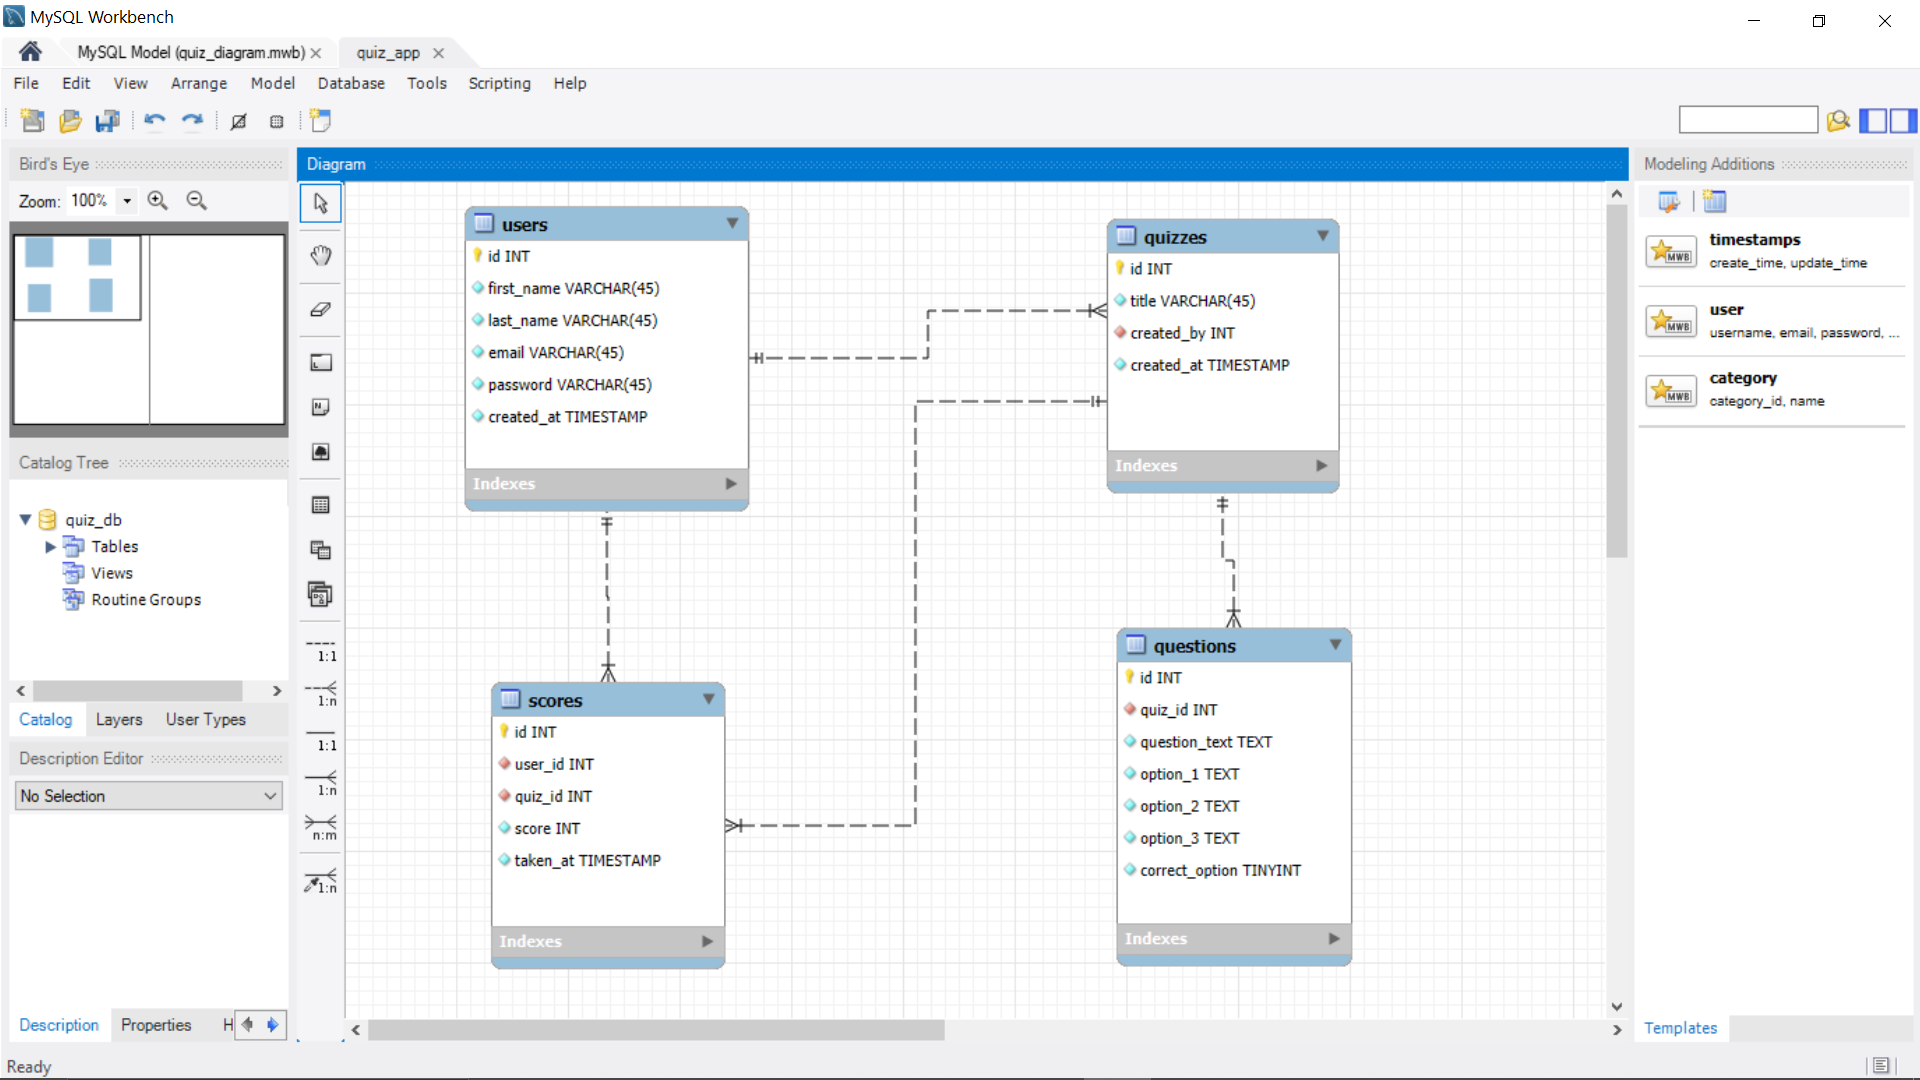 MySQL Workbench
MySQL Model (quiz_diagram.mwb)
quiz_app
File Edit View Arrange Model Database Tools Scripting Help
Bird's Eye
Zoom: 100%
Catalog Tree
quiz_db
Tables
Views
Routine Groups
Catalog Layers User Types
Description Editor
No Selection
Description Properties H
Ready
Diagram
1:1
1:n
1:1
1:n
n:m
1:n
users
id INT
first_name VARCHAR(45)
last_name VARCHAR(45)
email VARCHAR(45)
password VARCHAR(45)
created_at TIMESTAMP
Indexes
quizzes
id INT
title VARCHAR(45)
created_by INT
created_at TIMESTAMP
Indexes
scores
id INT
user_id INT
quiz_id INT
score INT
taken_at TIMESTAMP
Indexes
questions
id INT
quiz_id INT
question_text TEXT
option_1 TEXT
option_2 TEXT
option_3 TEXT
correct_option TINYINT
Indexes
Modeling Additions
MWB
timestamps
create_time, update_time
MWB
user
username, email, password, ...
MWB
category
category_id, name
Templates